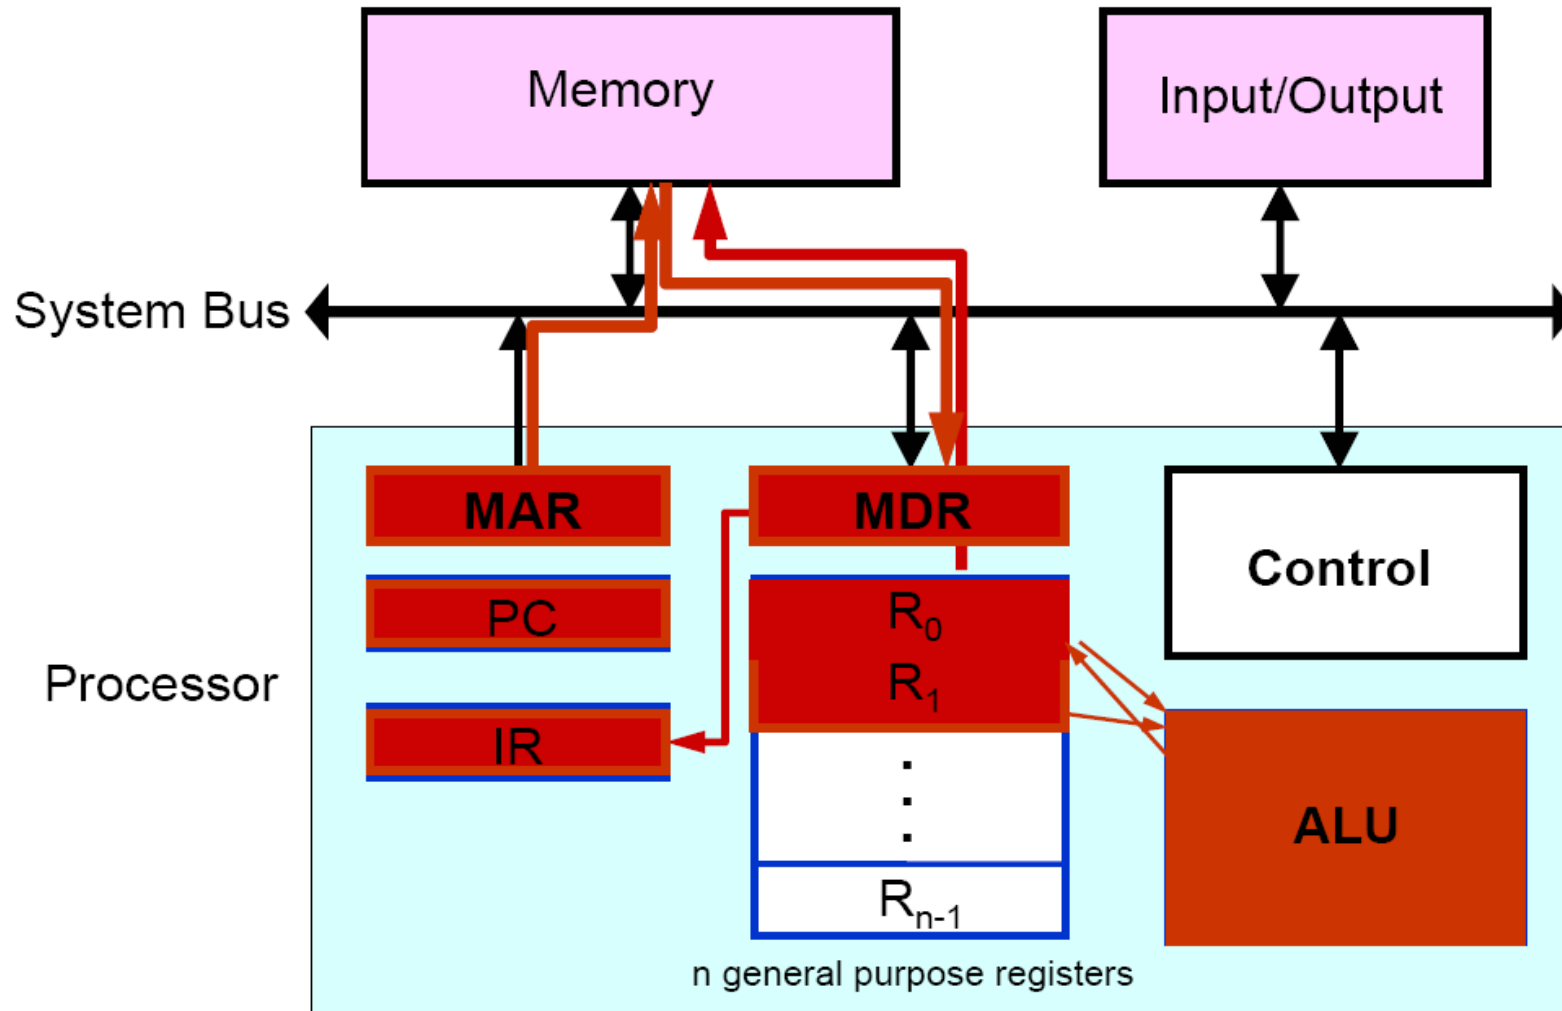 Memory
Input/Output
System Bus
MAR
MDR
Control
PC
R0
Processor
R1
IR
.
.
.
ALU
Rn-1
n general purpose registers